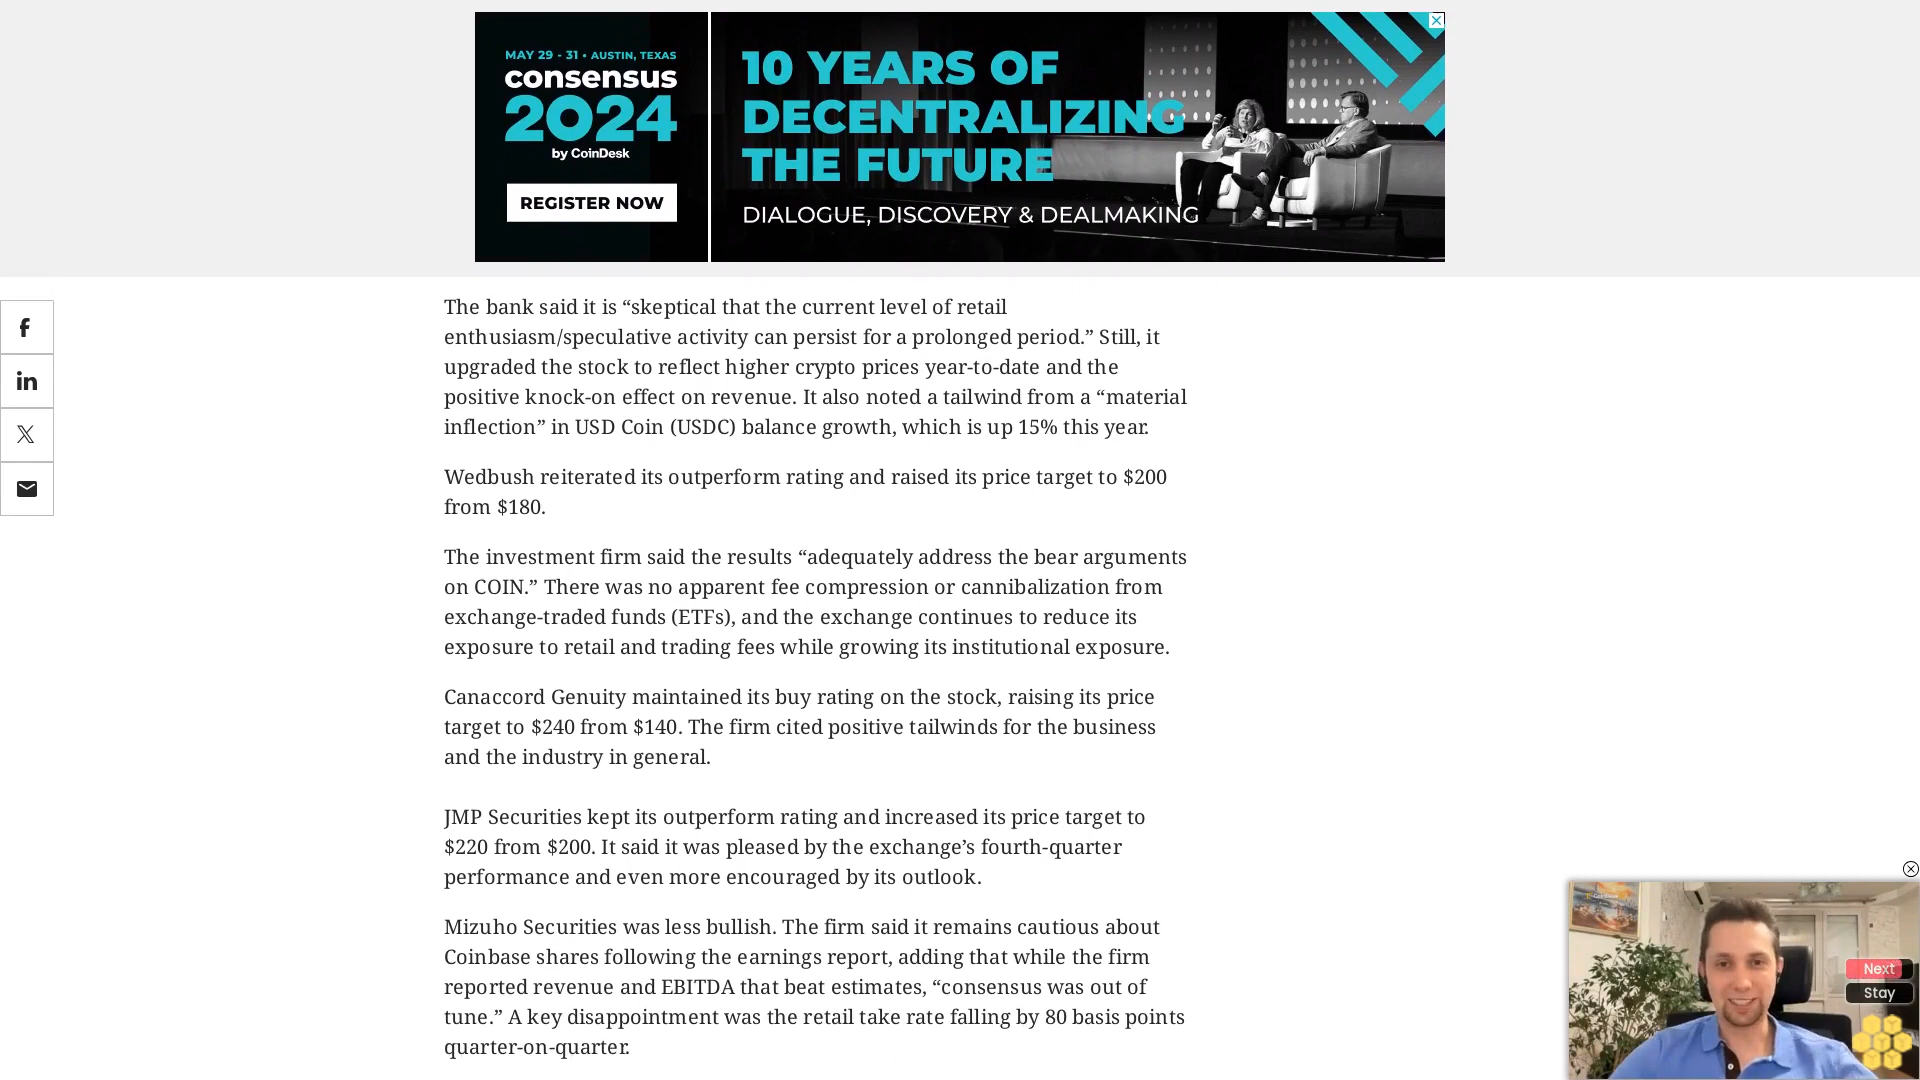 MAY 29 - 31 • AUSTIN, TEXAS
consensus
2024
by CoinDesk
REGISTER NOW
10 YEARS OF
DECENTRALIZING
THE FUTURE
DIALOGUE, DISCOVERY & DEALMAKING
The bank said it is “skeptical that the current level of retail
enthusiasm/speculative activity can persist for a prolonged period.” Still, it
upgraded the stock to reflect higher crypto prices year-to-date and the
positive knock-on effect on revenue. It also noted a tailwind from a “material
inflection” in USD Coin (USDC) balance growth, which is up 15% this year.
Wedbush reiterated its outperform rating and raised its price target to $200
from $180.
The investment firm said the results “adequately address the bear arguments
on COIN.” There was no apparent fee compression or cannibalization from
exchange-traded funds (ETFs), and the exchange continues to reduce its
exposure to retail and trading fees while growing its institutional exposure.
Canaccord Genuity maintained its buy rating on the stock, raising its price
target to $240 from $140. The firm cited positive tailwinds for the business
and the industry in general.
JMP Securities kept its outperform rating and increased its price target to
$220 from $200. It said it was pleased by the exchange’s fourth-quarter
performance and even more encouraged by its outlook.
Mizuho Securities was less bullish. The firm said it remains cautious about
Coinbase shares following the earnings report, adding that while the firm
reported revenue and EBITDA that beat estimates, “consensus was out of
tune.” A key disappointment was the retail take rate falling by 80 basis points
quarter-on-quarter.
Next
Stay